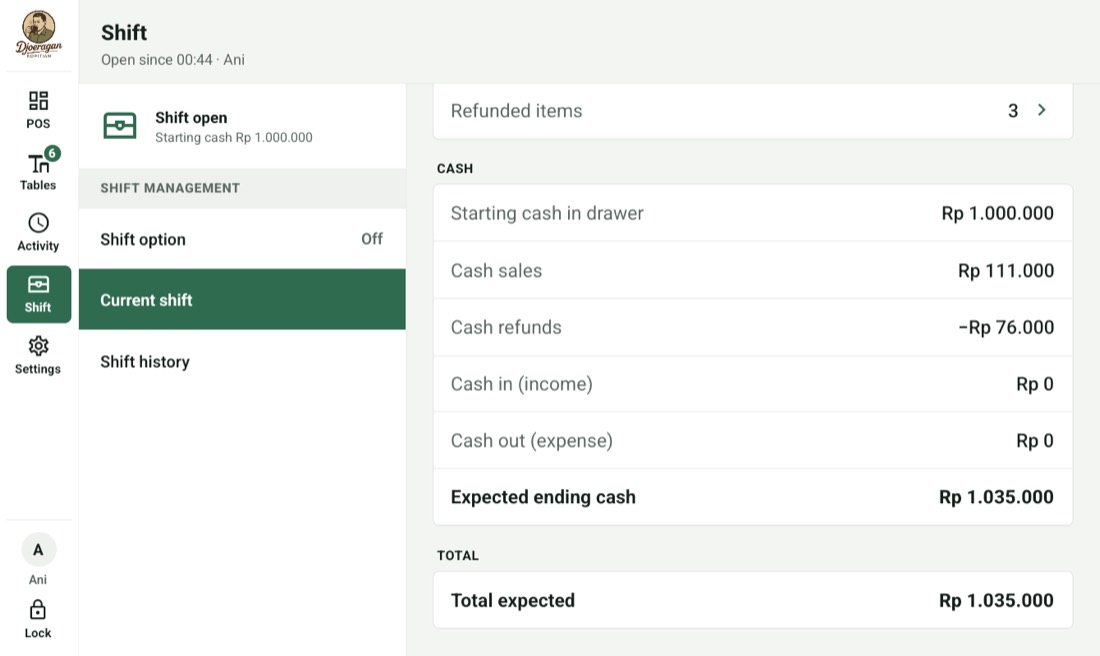 Djoeragan
KOPITIAM
POS
6
Tables
Activity
Shift
Settings
A
Ani
Lock
Shift
Open since 00:44 · Ani
Shift open
Starting cash Rp 1.000.000
SHIFT MANAGEMENT
Shift option Off
Current shift
Shift history
Refunded items 3
CASH
Starting cash in drawer Rp 1.000.000
Cash sales Rp 111.000
Cash refunds −Rp 76.000
Cash in (income) Rp 0
Cash out (expense) Rp 0
Expected ending cash Rp 1.035.000
TOTAL
Total expected Rp 1.035.000